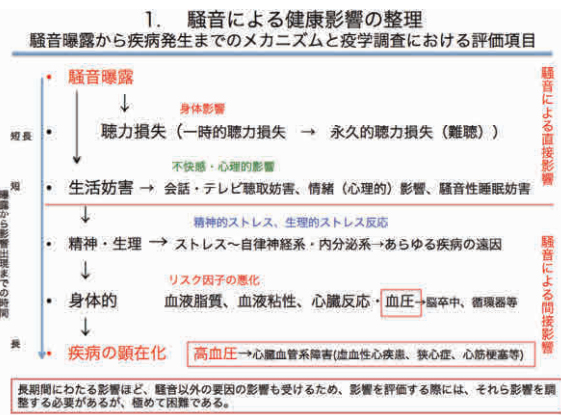 1. 騒音による健康影響の整理
騒音曝露から疾病発生までのメカニズムと疫学調査における評価項目
• 騒音曝露
↓ 身体影響
短長 • 聴力損失(一時的聴力損失 → 永久的聴力損失(難聴))
不快感・心理的影響
短 • 生活妨害 → 会話・テレビ聴取妨害、情緒(心理的)影響、騒音性睡眠妨害
↓ 精神的ストレス、生理的ストレス反応
• 精神・生理 → ストレス~自律神経系・内分泌系→あらゆる疾病の遠因
↓ リスク因子の悪化
• 身体的 血液脂質、血液粘性、心臓反応・血圧→脳卒中、循環器等
↓
長 • 疾病の顕在化 高血圧→心臓血管系障害(虚血性心疾患、狭心症、心筋梗塞等)
曝露から影響出現までの時間
騒音による直接影響
騒音による間接影響
長期間にわたる影響ほど、騒音以外の要因の影響も受けるため、影響を評価する際には、それら影響を調
整する必要があるが、極めて困難である。